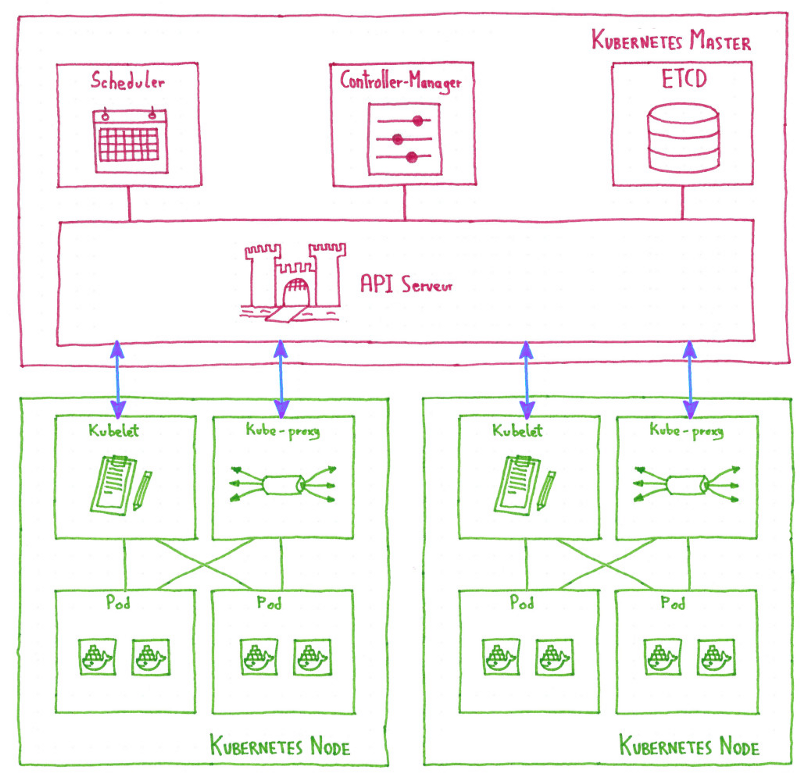 KUBERNETES MASTER
Scheduler
Controller-Manager
ETCD
API Serveur
Kubelet
Kube-proxy
Kubelet
Kube-proxy
Pod
Pod
Pod
Pod
KUBERNETES NODE
KUBERNETES NODE